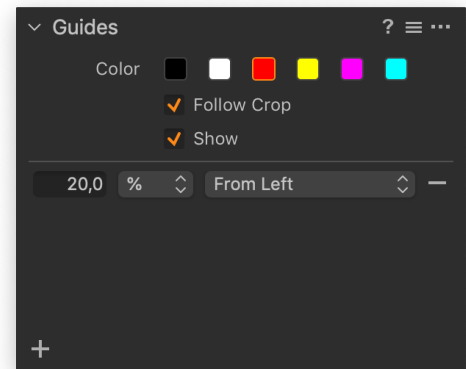 Guides ? ...
Color
Follow Crop
Show
20,0 % From Left